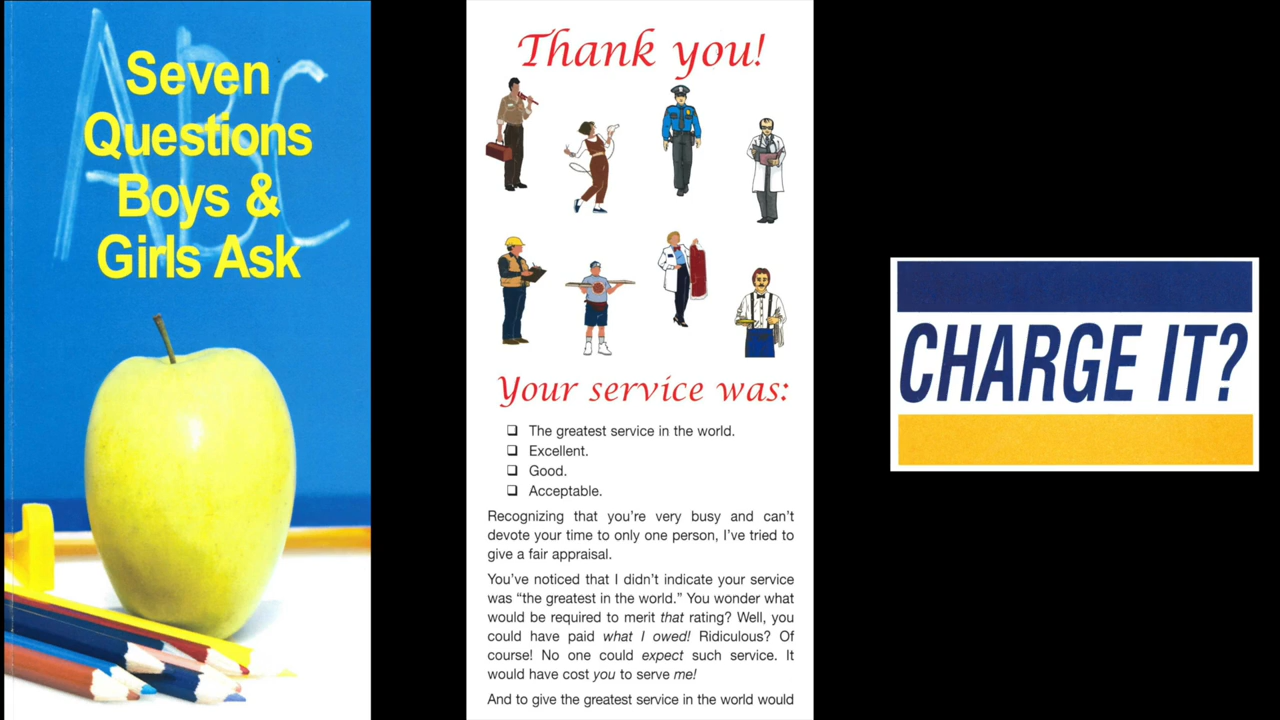 ABC
Seven
Questions
Boys &
Girls Ask
Thank you!
Your service was:
❑ The greatest service in the world.
❑ Excellent.
❑ Good.
❑ Acceptable.
Recognizing that you're very busy and can't
devote your time to only one person, I've tried to
give a fair appraisal.
You've noticed that I didn't indicate your service
was “the greatest in the world.” You wonder what
would be required to merit that rating? Well, you
could have paid what I owed! Ridiculous? Of
course! No one could expect such service. It
would have cost you to serve me!
And to give the greatest service in the world would
CHARGE IT?